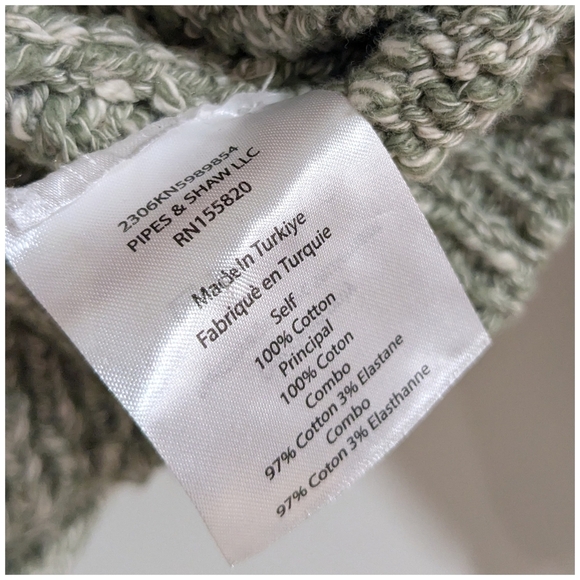 2306KN5989854
PIPES & SHAW LLC
RN155820
Made In Turkiye
Fabriqué en Turquie
Self
100% Cotton
Principal
100% Coton
Combo
97% Cotton 3% Elastane
Combo
97% Coton 3% Elasthanne